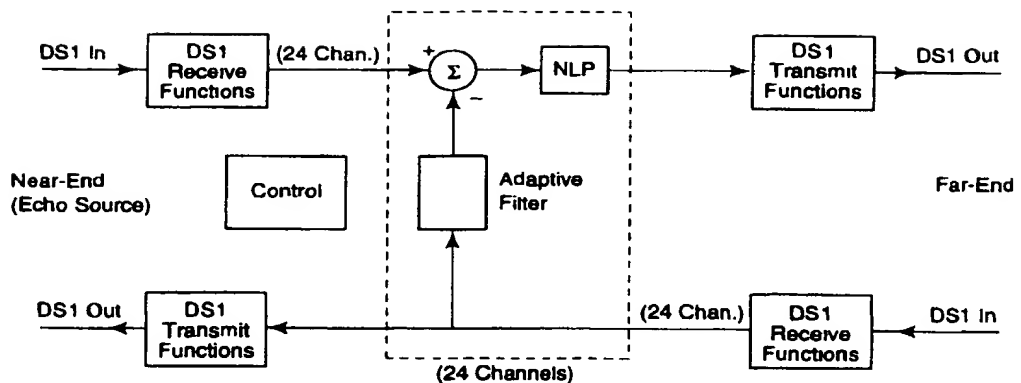 DS1 In
DS1
Receive
Functions
(24 Chan.)
+
Σ
−
NLP
DS1
Transmit
Functions
DS1 Out
Near-End
(Echo Source)
Control
Adaptive
Filter
Far-End
DS1 Out
DS1
Transmit
Functions
(24 Chan.)
DS1
Receive
Functions
DS1 In
(24 Channels)